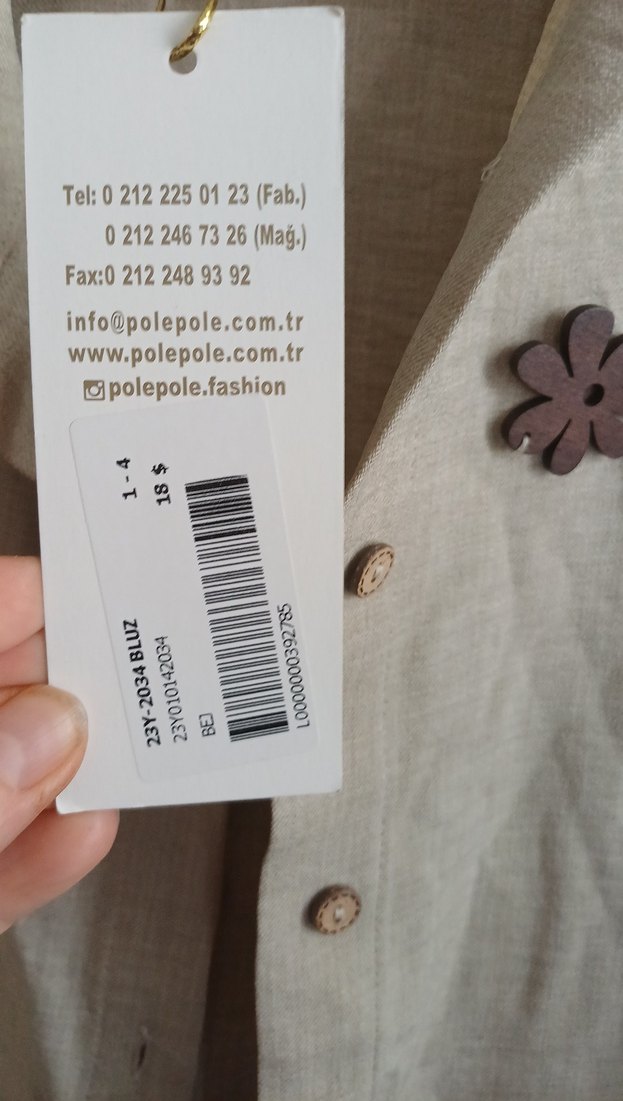 Tel: 0 212 225 01 23 (Fab.)
0 212 246 73 26 (Mağ.)
Fax:0 212 248 93 92
info@polepole.com.tr
www.polepole.com.tr
polepole.fashion
23Y-2034 BLUZ 1 - 4
23Y010142034 18 $
BEJ
L0000000392785